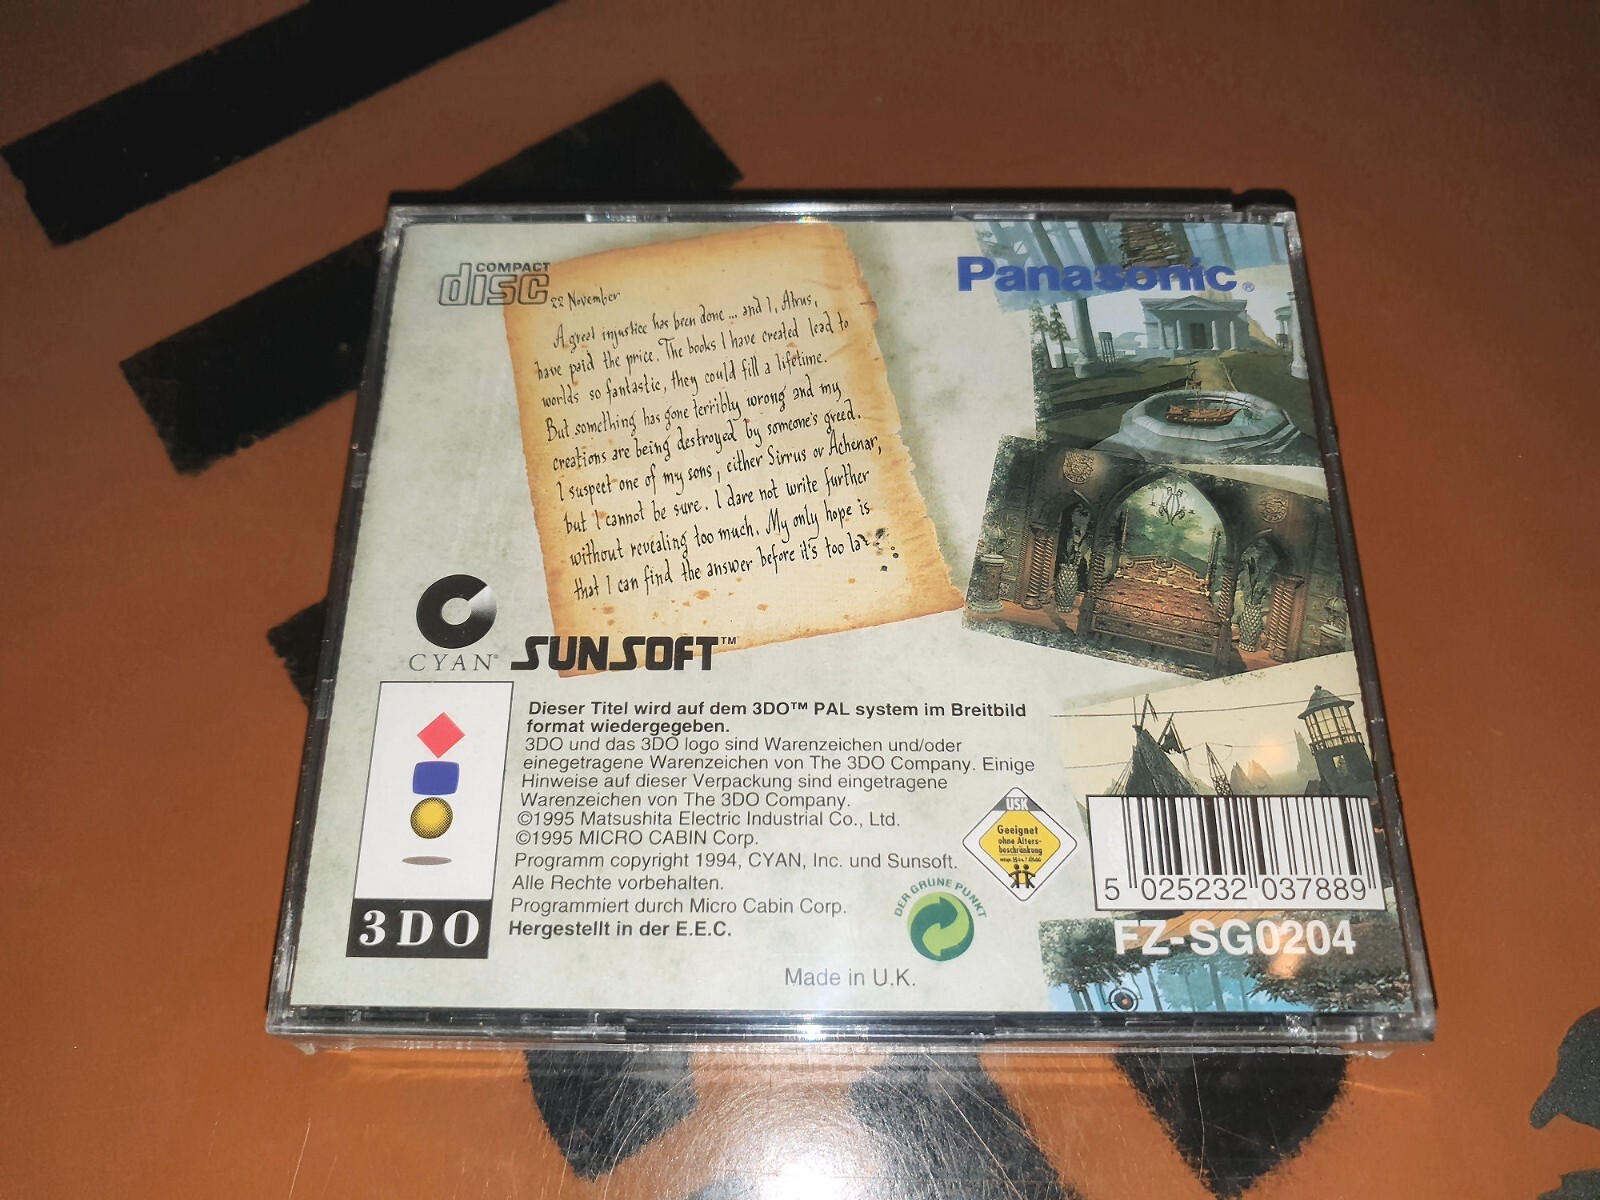 COMPACT
disc
Panasonic®
22 November
A great injustice has been done ... and I, Atrus,
have paid the price. The books I have created lead to
worlds so fantastic, they could fill a lifetime.
But something has gone terribly wrong and my
creations are being destroyed by someone's greed.
I suspect one of my sons, either Sirrus or Achenar,
but I cannot be sure. I dare not write further
without revealing too much. My only hope is
that I can find the answer before it's too la
CYAN®
SUNSOFT™
Dieser Titel wird auf dem 3DO™ PAL system im Breitbild
format wiedergegeben.
3DO und das 3DO logo sind Warenzeichen und/oder
einegetragene Warenzeichen von The 3DO Company. Einige
Hinweise auf dieser Verpackung sind eingetragene
Warenzeichen von The 3DO Company.
©1995 Matsushita Electric Industrial Co., Ltd.
©1995 MICRO CABIN Corp.
Programm copyright 1994, CYAN, Inc. und Sunsoft.
Alle Rechte vorbehalten.
Programmiert durch Micro Cabin Corp.
Hergestellt in der E.E.C.
3DO
Made in U.K.
DER GRÜNE PUNKT
USK
Geeignet
ohne Alters-
beschränkung
5 025232 037889
FZ-SG0204